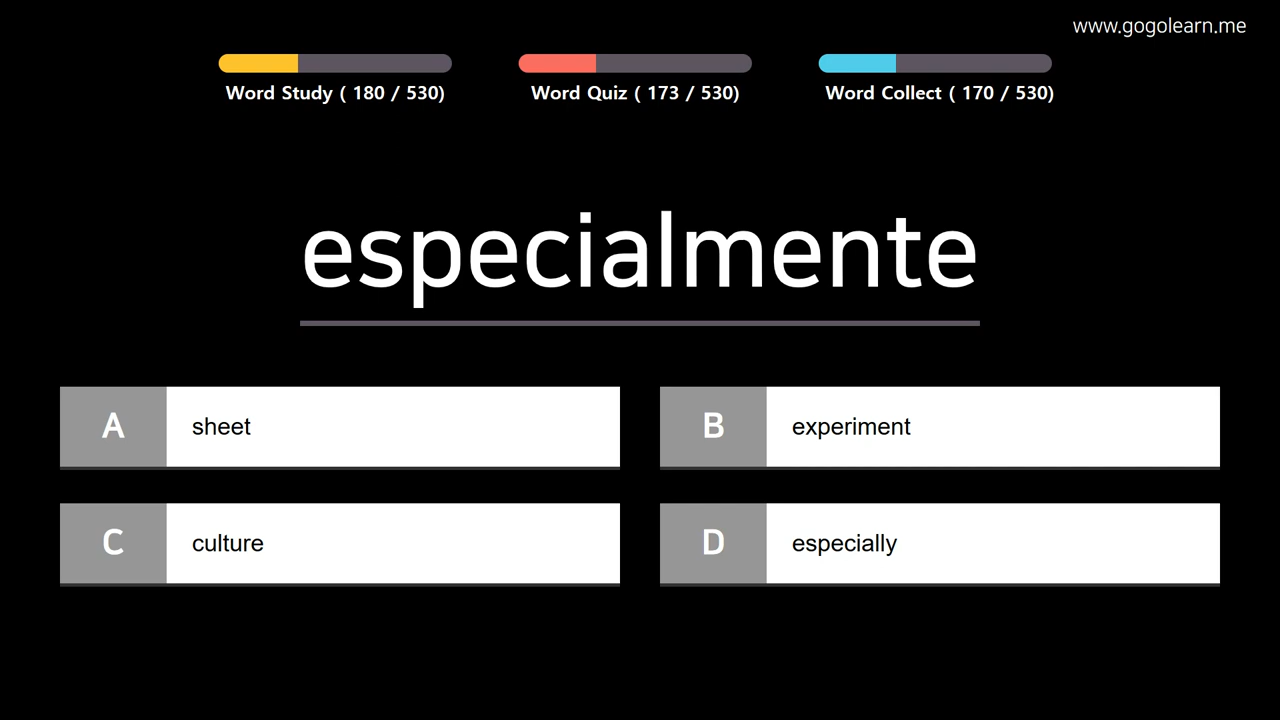 www.gogolearn.me
Word Study ( 180 / 530)
Word Quiz ( 173 / 530)
Word Collect ( 170 / 530)
especialmente
A
sheet
B
experiment
C
culture
D
especially